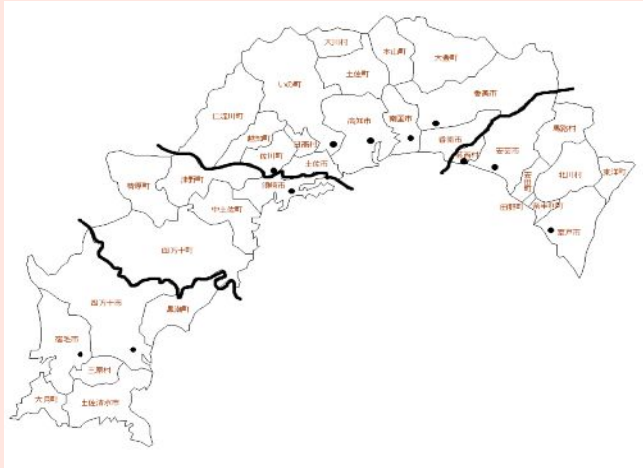 大川村
本山町
大豊町
いの町
土佐町
香美市
仁淀川町
高知市
南国市
越知町
日高村
香南市
馬路村
佐川町
土佐市
芸西村
安芸市
津野町
須崎市
安田町
北川村
東洋町
梼原町
中土佐町
田野町
奈半利町
室戸市
四万十町
四万十市
黒潮町
宿毛市
三原村
大月町
土佐清水市